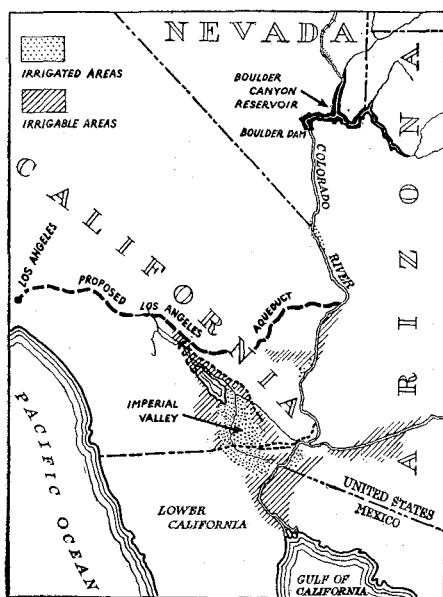 NEVADA
IRRIGATED AREAS
IRRIGABLE AREAS
BOULDER
CANYON
RESERVOIR
BOULDER DAM
COLORADO
RIVER
ARIZONA
CALIFORNIA
LOS ANGELES
PROPOSED
LOS ANGELES
AQUEDUCT
IMPERIAL
VALLEY
PACIFIC OCEAN
LOWER
CALIFORNIA
UNITED STATES
MEXICO
GULF OF
CALIFORNIA